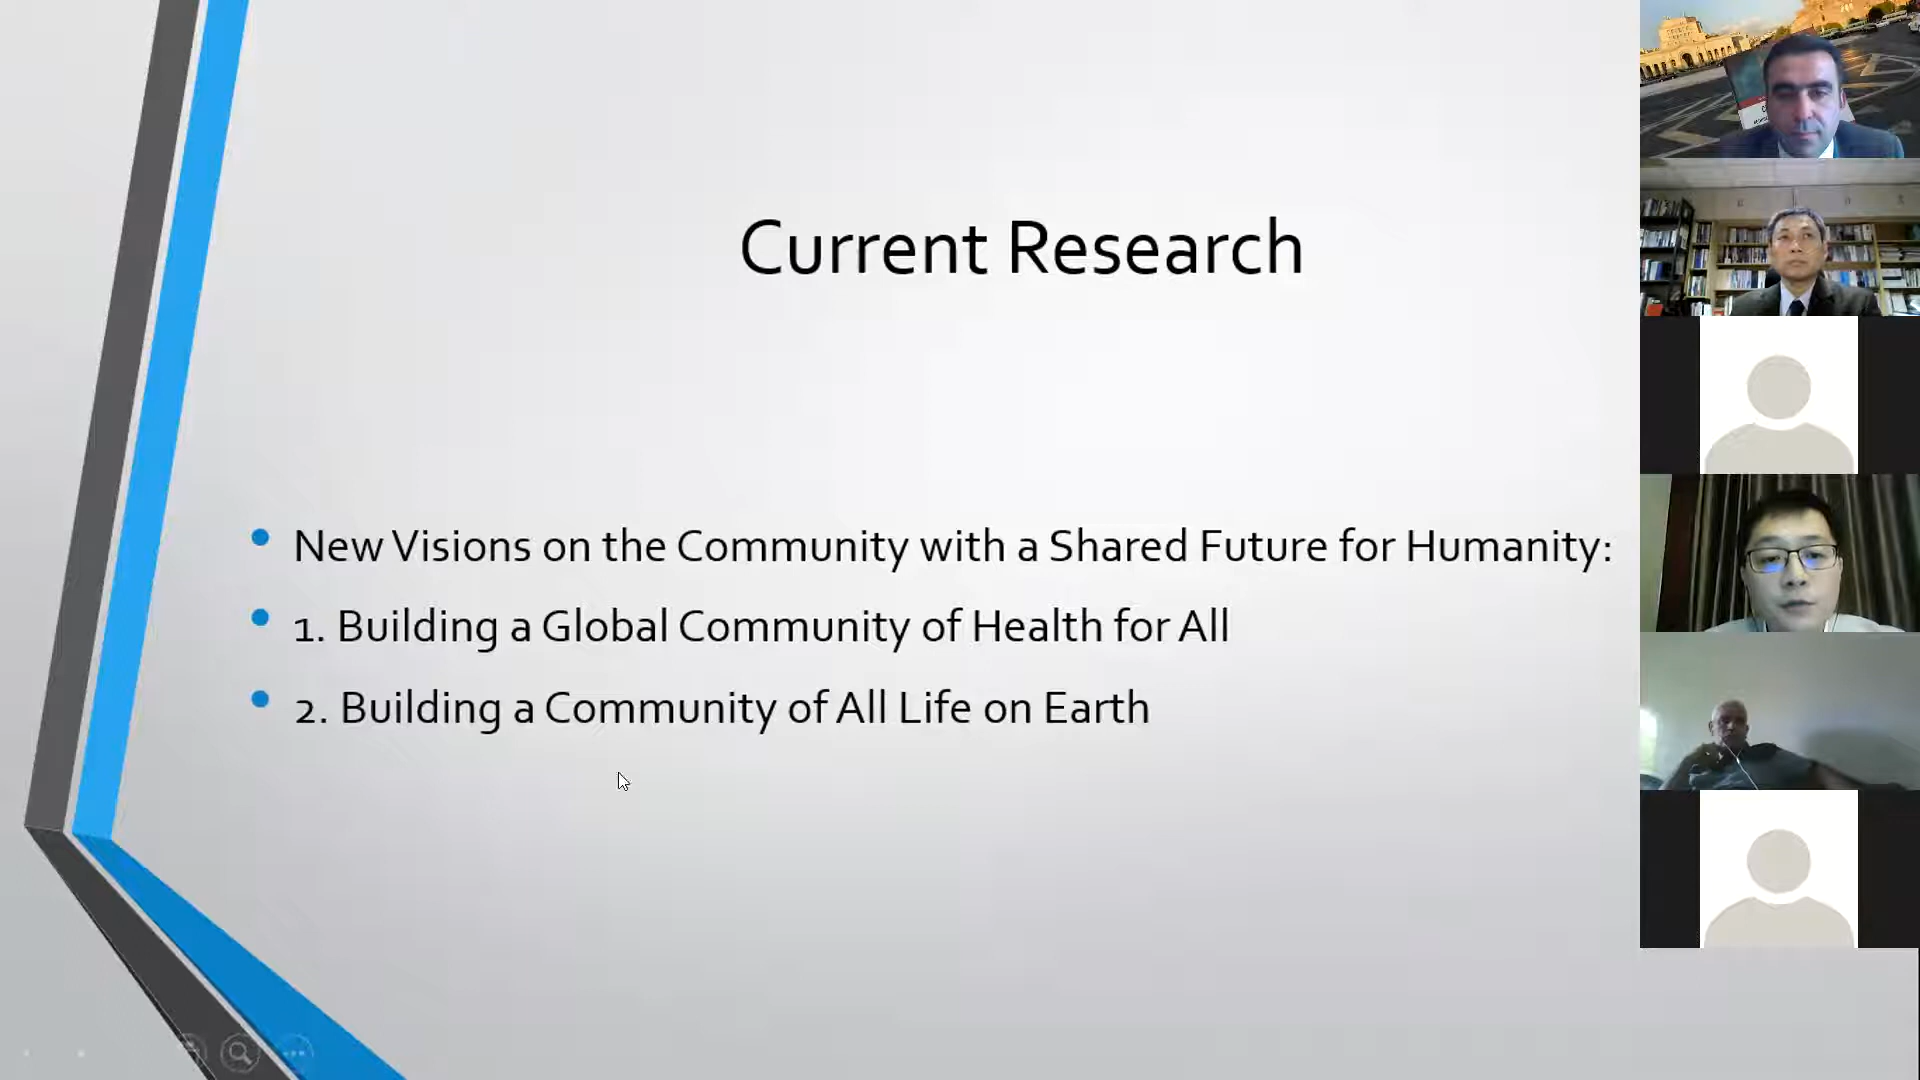 Current Research
New Visions on the Community with a Shared Future for Humanity:
1. Building a Global Community of Health for All
2. Building a Community of All Life on Earth